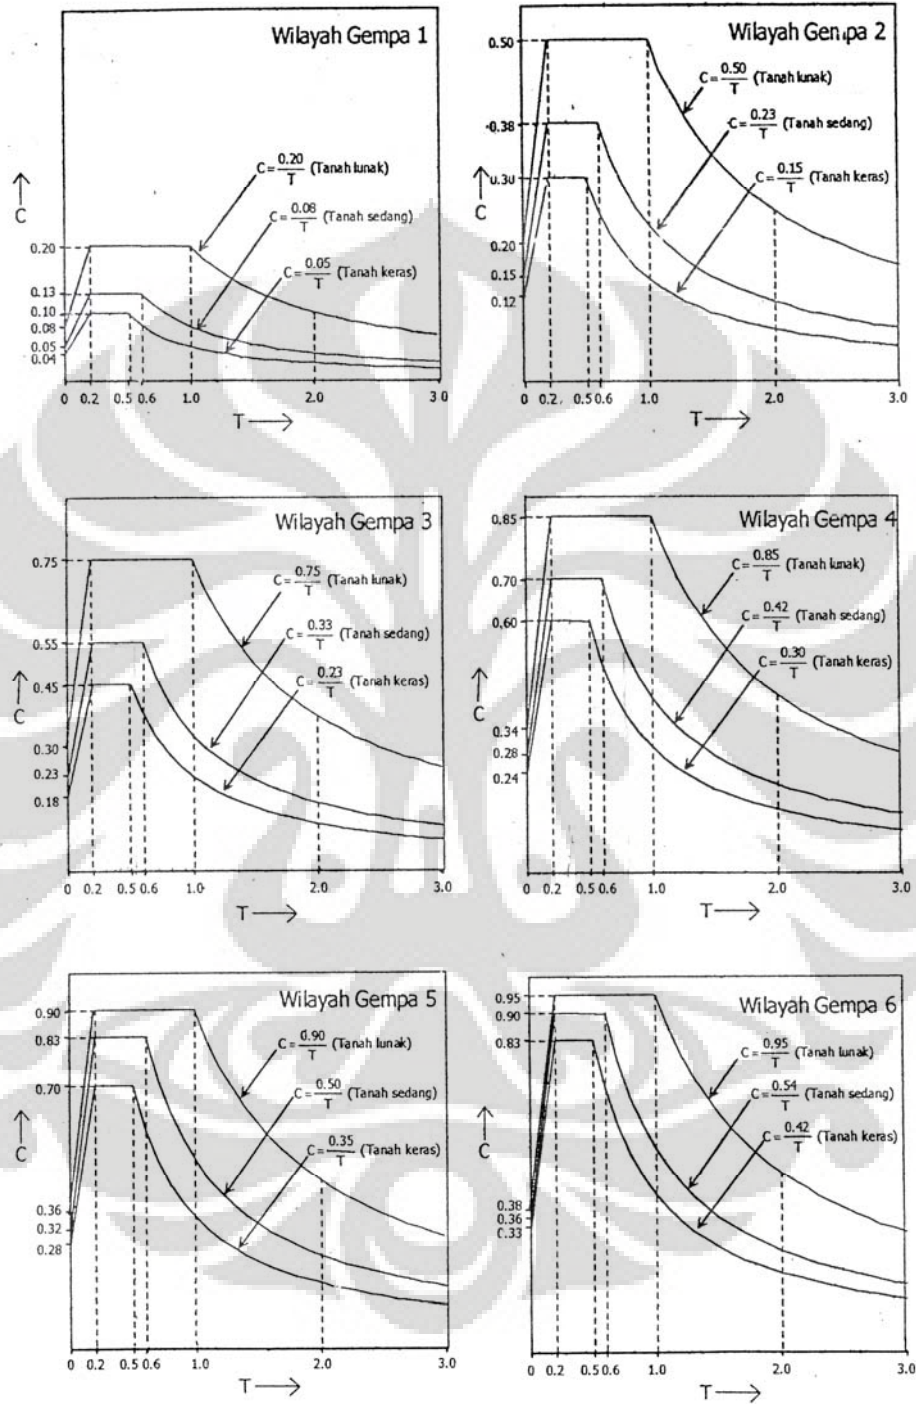 Wilayah Gempa 1
C = 0.20/T (Tanah lunak)
C = 0.08/T (Tanah sedang)
C = 0.05/T (Tanah keras)
C
0.20
0.13
0.10
0.08
0.05
0.04
0 0.2 0.5 0.6 1.0 2.0 3.0
T
Wilayah Gempa 2
C = 0.50/T (Tanah lunak)
C = 0.23/T (Tanah sedang)
C = 0.15/T (Tanah keras)
C
0.50
0.38
0.30
0.20
0.15
0.12
0 0.2 0.5 0.6 1.0 2.0 3.0
T
Wilayah Gempa 3
C = 0.75/T (Tanah lunak)
C = 0.33/T (Tanah sedang)
C = 0.23/T (Tanah keras)
C
0.75
0.55
0.45
0.30
0.23
0.18
0 0.2 0.5 0.6 1.0 2.0 3.0
T
Wilayah Gempa 4
C = 0.85/T (Tanah lunak)
C = 0.42/T (Tanah sedang)
C = 0.30/T (Tanah keras)
C
0.85
0.70
0.60
0.34
0.28
0.24
0 0.2 0.5 0.6 1.0 2.0 3.0
T
Wilayah Gempa 5
C = 0.90/T (Tanah lunak)
C = 0.50/T (Tanah sedang)
C = 0.35/T (Tanah keras)
C
0.90
0.83
0.70
0.36
0.32
0.28
0 0.2 0.5 0.6 1.0 2.0 3.0
T
Wilayah Gempa 6
C = 0.95/T (Tanah lunak)
C = 0.54/T (Tanah sedang)
C = 0.42/T (Tanah keras)
C
0.95
0.90
0.83
0.38
0.36
0.33
0 0.2 0.5 0.6 1.0 2.0 3.0
T